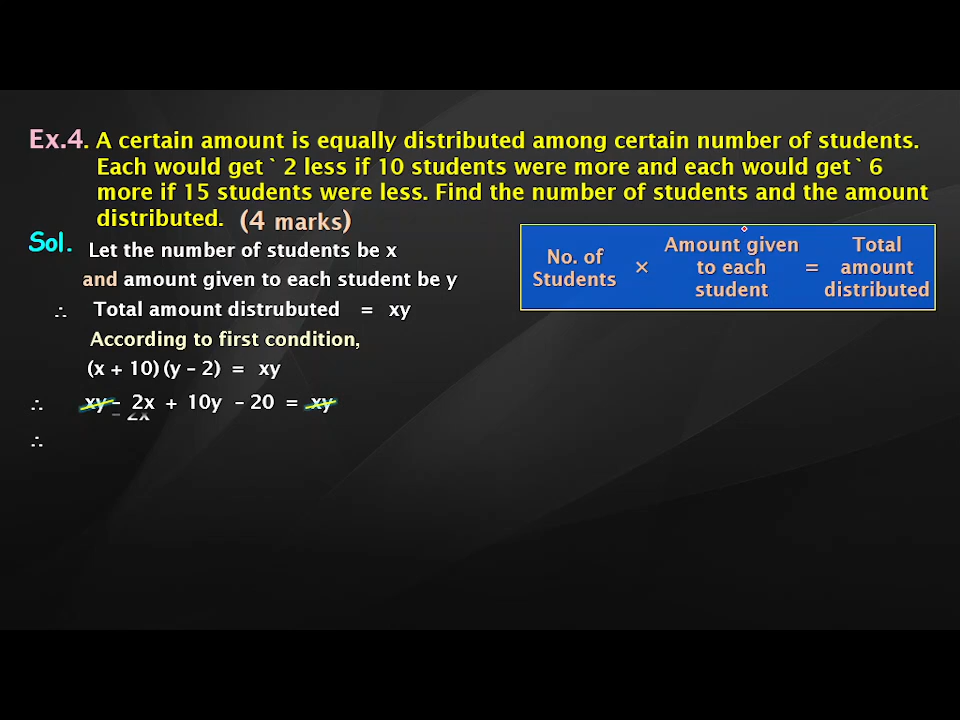 Ex.4. A certain amount is equally distributed among certain number of students.
Each would get ` 2 less if 10 students were more and each would get ` 6
more if 15 students were less. Find the number of students and the amount
distributed. (4 marks)
Sol. Let the number of students be x
and amount given to each student be y
∴ Total amount distrubuted = xy
According to first condition,
(x + 10) (y – 2) = xy
∴ xy – 2x + 10y – 20 = xy
– 2x
∴
No. of
Students
×
Amount given
to each
student
=
Total
amount
distributed